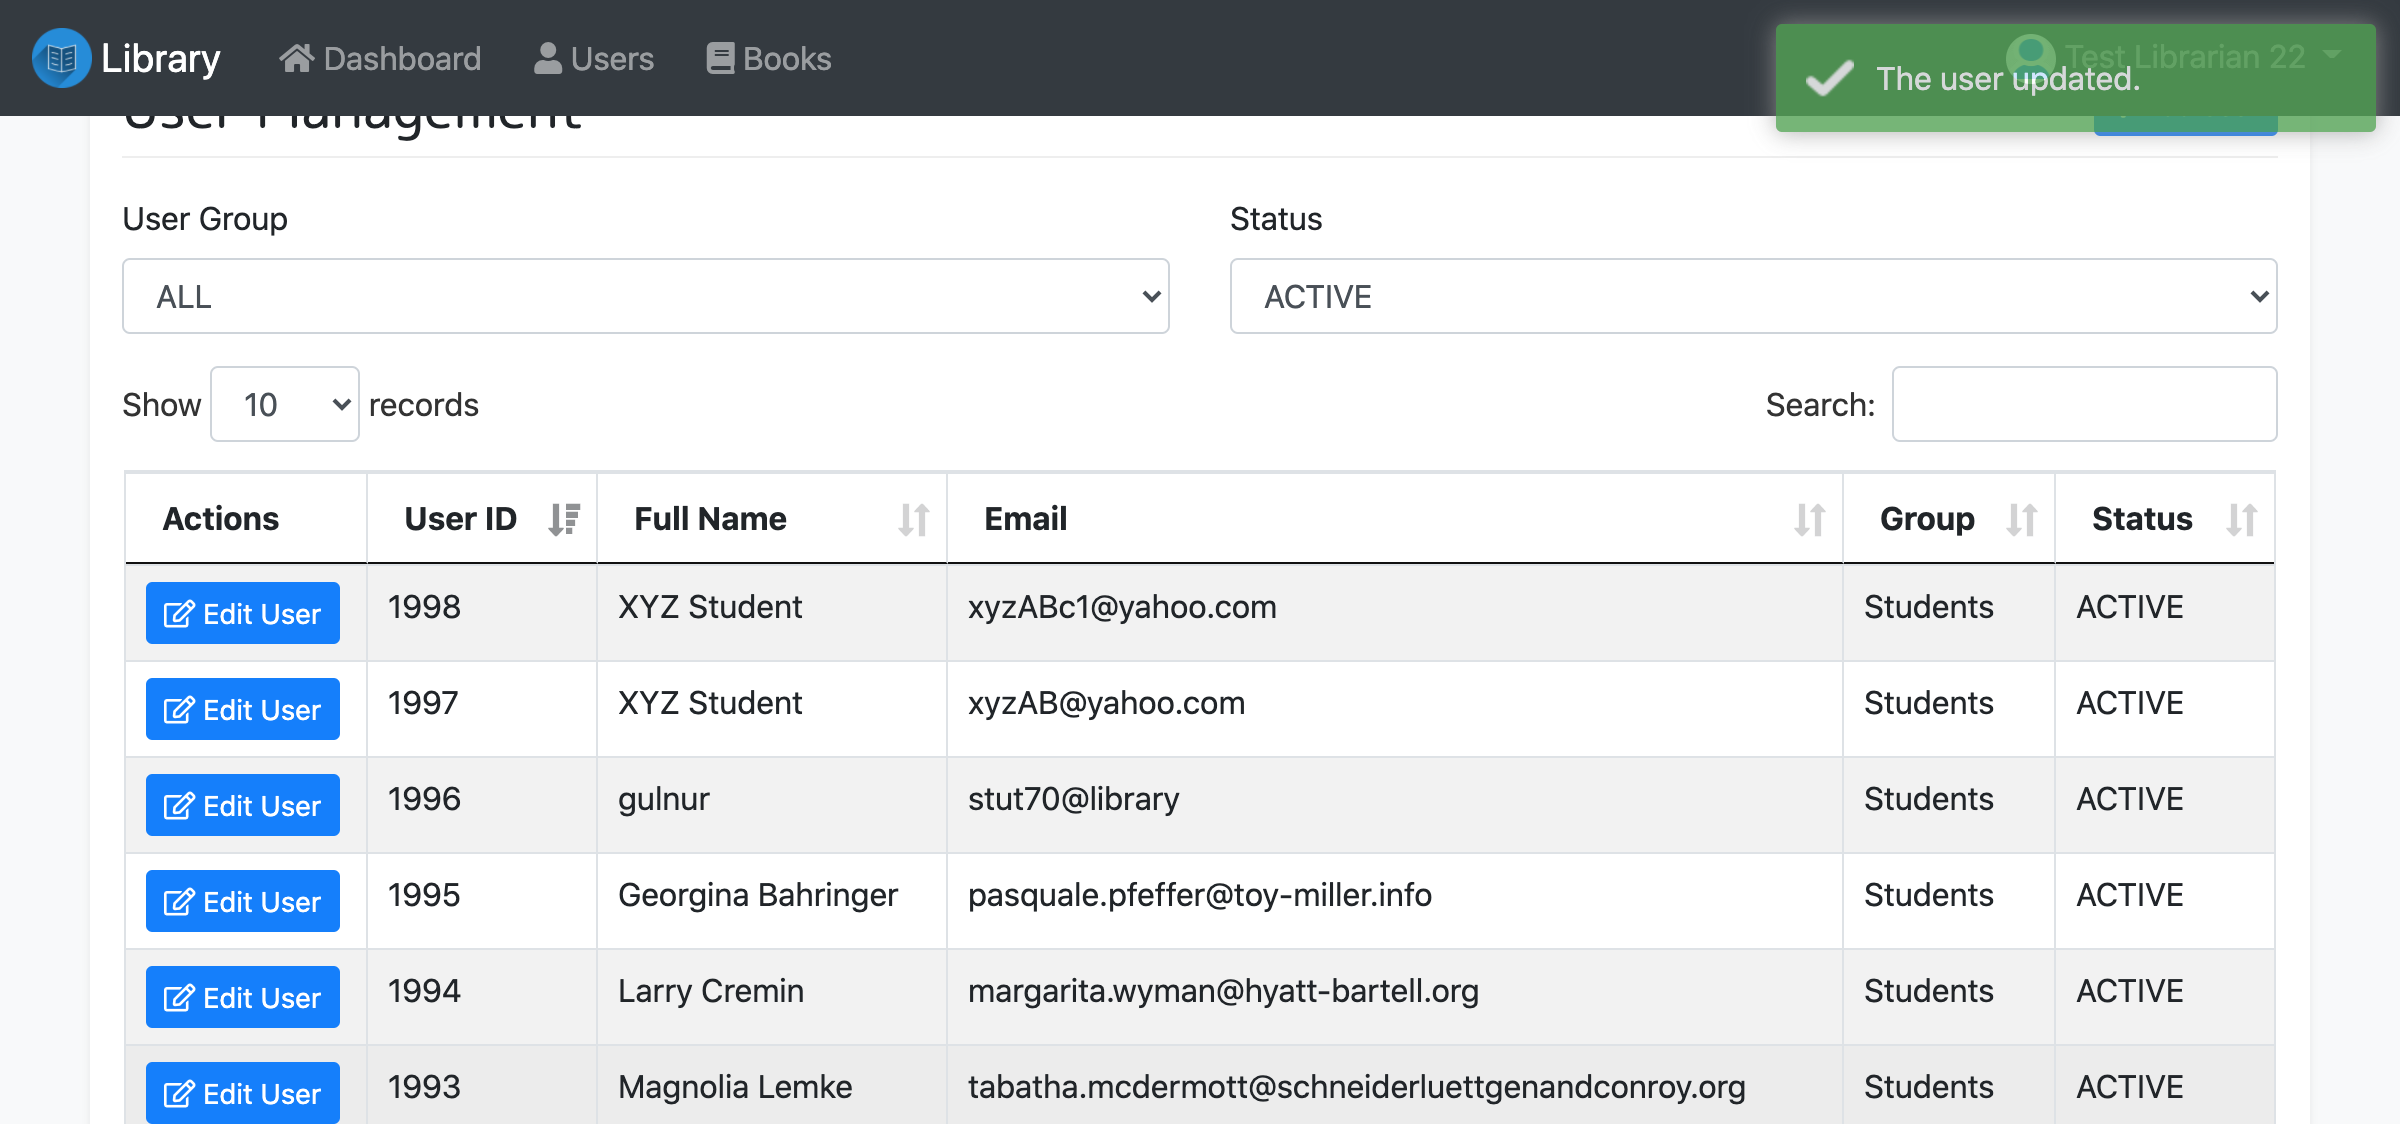 Library Dashboard Users Books Test Librarian 22
The user updated.
User Management
User Group Status
ALL ACTIVE
Show 10 records Search:
Actions User ID Full Name Email Group Status
Edit User 1998 XYZ Student xyzABc1@yahoo.com Students ACTIVE
Edit User 1997 XYZ Student xyzAB@yahoo.com Students ACTIVE
Edit User 1996 gulnur stut70@library Students ACTIVE
Edit User 1995 Georgina Bahringer pasquale.pfeffer@toy-miller.info Students ACTIVE
Edit User 1994 Larry Cremin margarita.wyman@hyatt-bartell.org Students ACTIVE
Edit User 1993 Magnolia Lemke tabatha.mcdermott@schneiderluettgenandconroy.org Students ACTIVE